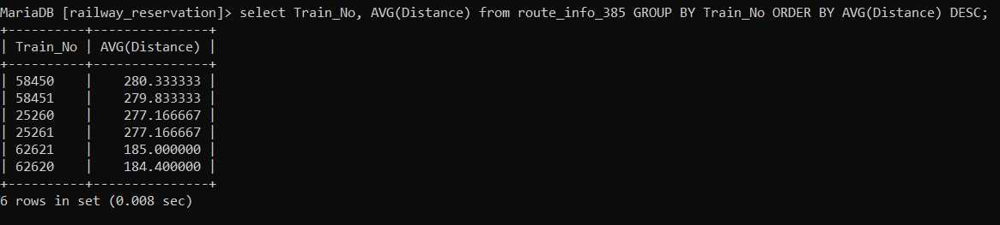 MariaDB [railway_reservation]> select Train_No, AVG(Distance) from route_info_385 GROUP BY Train_No ORDER BY AVG(Distance) DESC;
+----------+---------------+
| Train_No | AVG(Distance) |
+----------+---------------+
| 58450    |    280.333333 |
| 58451    |    279.833333 |
| 25260    |    277.166667 |
| 25261    |    277.166667 |
| 62621    |    185.000000 |
| 62620    |    184.400000 |
+----------+---------------+
6 rows in set (0.008 sec)